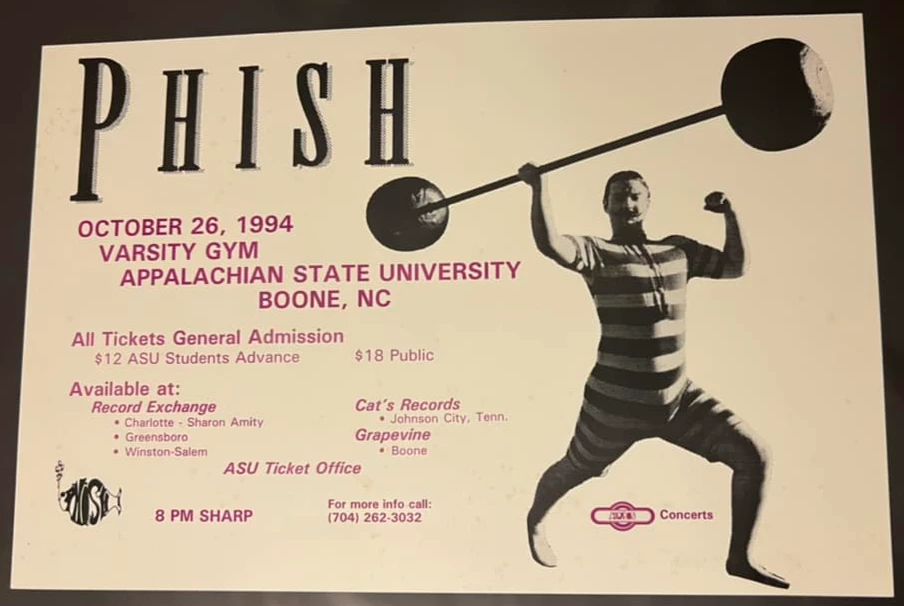 PHISH
OCTOBER 26, 1994
VARSITY GYM
APPALACHIAN STATE UNIVERSITY
BOONE, NC
All Tickets General Admission
$12 ASU Students Advance $18 Public
Available at:
Record Exchange
• Charlotte - Sharon Amity
• Greensboro
• Winston-Salem
Cat's Records
• Johnson City, Tenn.
Grapevine
• Boone
ASU Ticket Office
PHISH
8 PM SHARP
For more info call:
(704) 262-3032
Concerts